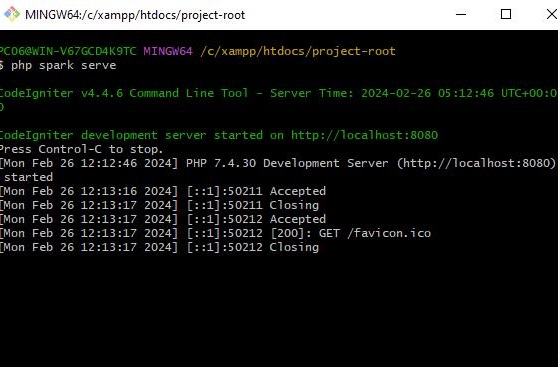 MINGW64:/c/xampp/htdocs/project-root
PC06@WIN-V67GCD4K9TC MINGW64 /c/xampp/htdocs/project-root
$ php spark serve
CodeIgniter v4.4.6 Command Line Tool - Server Time: 2024-02-26 05:12:46 UTC+00:0
0
CodeIgniter development server started on http://localhost:8080
Press Control-C to stop.
[Mon Feb 26 12:12:46 2024] PHP 7.4.30 Development Server (http://localhost:8080)
started
[Mon Feb 26 12:13:16 2024] [::1]:50211 Accepted
[Mon Feb 26 12:13:17 2024] [::1]:50211 Closing
[Mon Feb 26 12:13:17 2024] [::1]:50212 Accepted
[Mon Feb 26 12:13:17 2024] [::1]:50212 [200]: GET /favicon.ico
[Mon Feb 26 12:13:17 2024] [::1]:50212 Closing